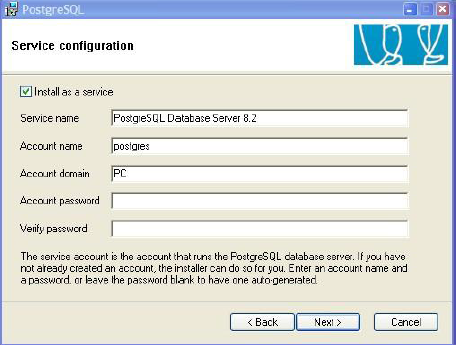 PostgreSQL
Service configuration
Install as a service
Service name
PostgreSQL Database Server 8.2
Account name
postgres
Account domain
PC
Account password
Verify password
The service account is the account that runs the PostgreSQL database server. If you have
not already created an account, the installer can do so for you. Enter an account name and
a password, or leave the password blank to have one auto-generated.
< Back
Next >
Cancel